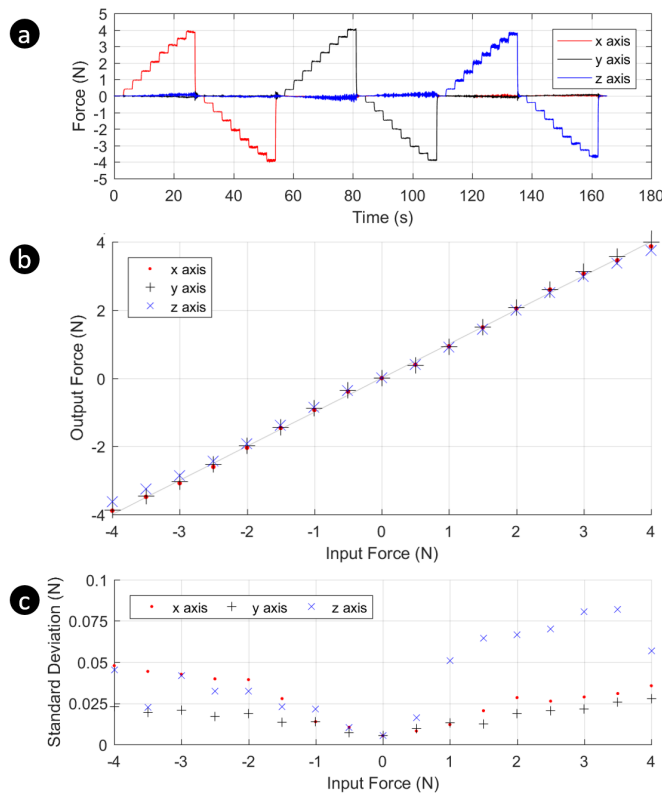 a
5
4
3
2
1
0
-1
-2
-3
-4
5
Force (N)
x axis
y axis
z axis
0 20 40 60 80 100 120 140 160 180
Time (s)
b
4
2
0
-2
-4
Output Force (N)
x axis
y axis
z axis
-4 -3 -2 -1 0 1 2 3 4
Input Force (N)
c
0.1
0.075
0.05
0.025
0
Standard Deviation (N)
x axis y axis z axis
-4 -3 -2 -1 0 1 2 3 4
Input Force (N)